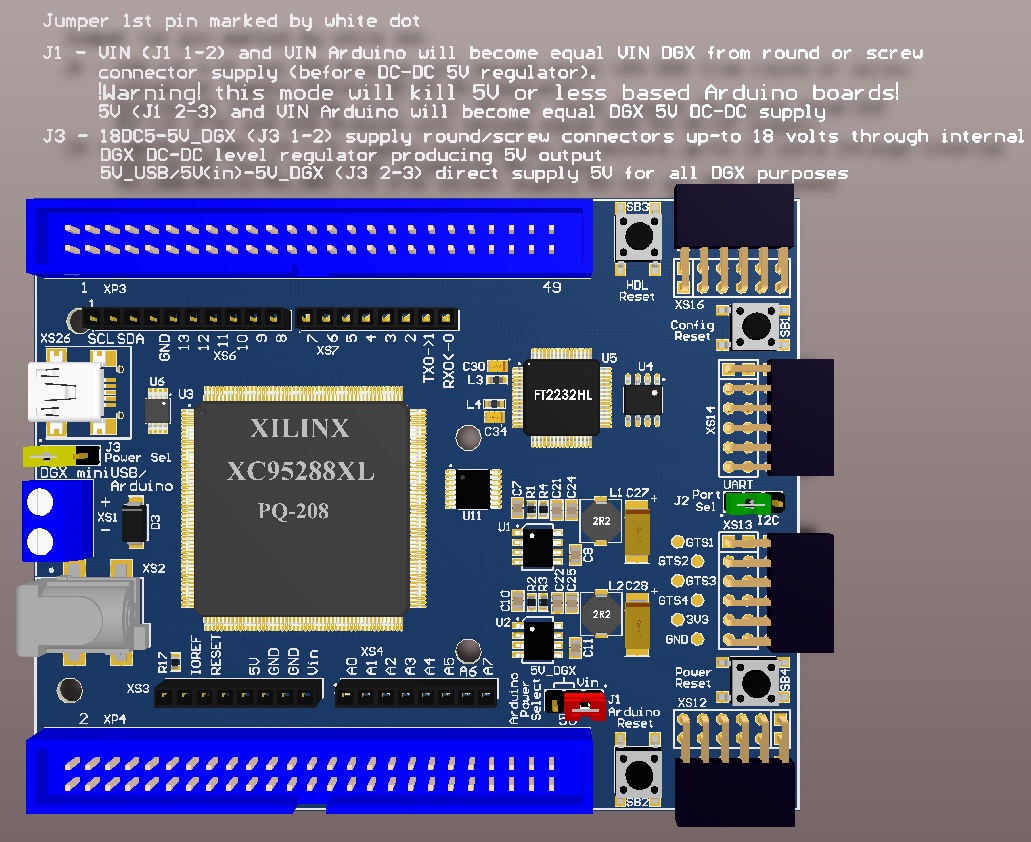 Jumper 1st pin marked by white dot
J1 - VIN (J1 1-2) and VIN Arduino will become equal VIN DGX from round or screw
connector supply (before DC-DC 5V regulator).
!Warning! this mode will kill 5V or less based Arduino boards!
5V (J1 2-3) and VIN Arduino will become equal DGX 5V DC-DC supply
J3 - 18DC5-5V_DGX (J3 1-2) supply round/screw connectors up-to 18 volts through internal
DGX DC-DC level regulator producing 5V output
5V_USB/5V(in)-5V_DGX (J3 2-3) direct supply 5V for all DGX purposes
SB3
1 XP3 49
HDL
Reset
XS16
1
XS26 SCL SDA
GND 13 12 11 10 9 8
XS6
7 6 5 4 3 2 TX0->1 RX0<-0
XS7
Config
Reset
SB1
U6
U3
C30
L3
L4
C34
U5
FT2232HL
U4
XS14
XILINX
XC95288XL
PQ-208
J3
Power Sel
DGX miniUSB/
Arduino
+
XS1
-
D3
U11
UART
J2 Port
Sel
I2C
XS13
C7 R1 R4 C21 C24
L1 C27 +
2R2
U1
C8
GTS1
GTS2
GTS3
GTS4
3V3
GND
XS2
C10 R2 R3 C22 C25
L2 C28 +
2R2
U2
C11
R17
IOREF RESET 5V GND GND Vin
XS3
XS4
A0 A1 A2 A3 A4 A5 A6 A7
5V_DGX
Vin
Arduino
Power
Select
J1
Arduino
Reset
Power
Reset
SB4
XS12
2 XP4
SB2